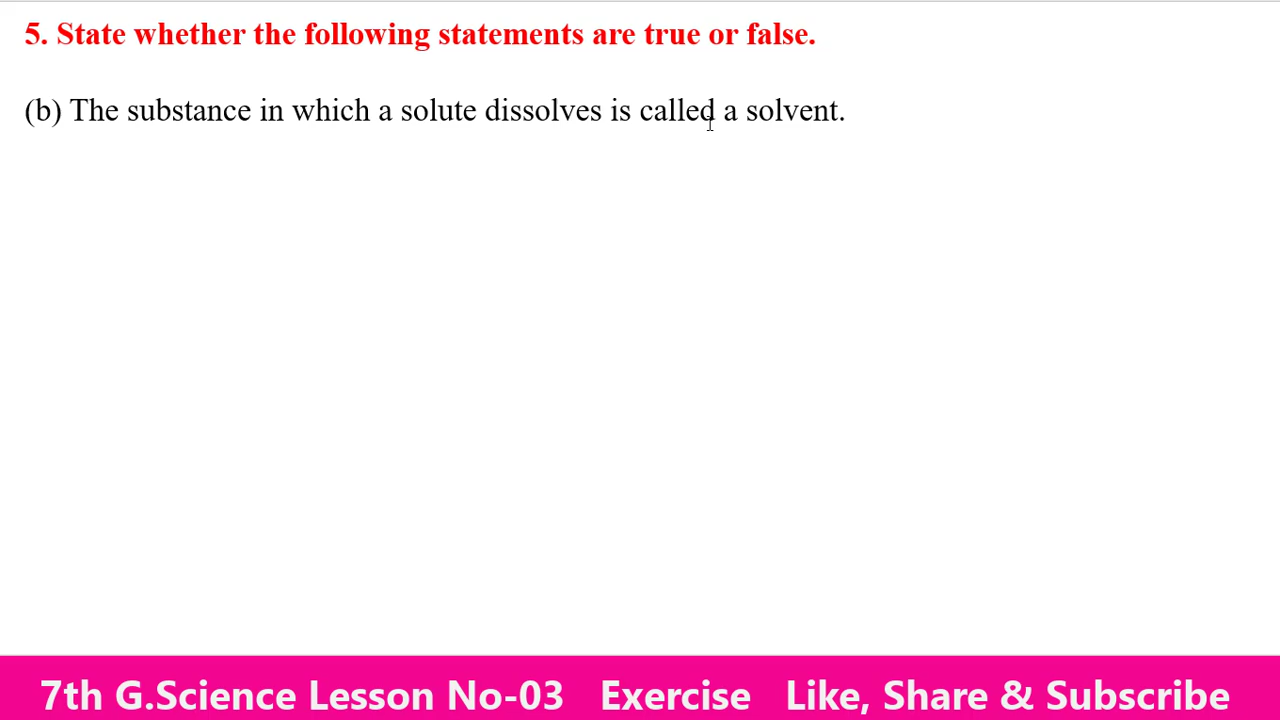 5. State whether the following statements are true or false.
(b) The substance in which a solute dissolves is called a solvent.
7th G.Science Lesson No-03 Exercise Like, Share & Subscribe